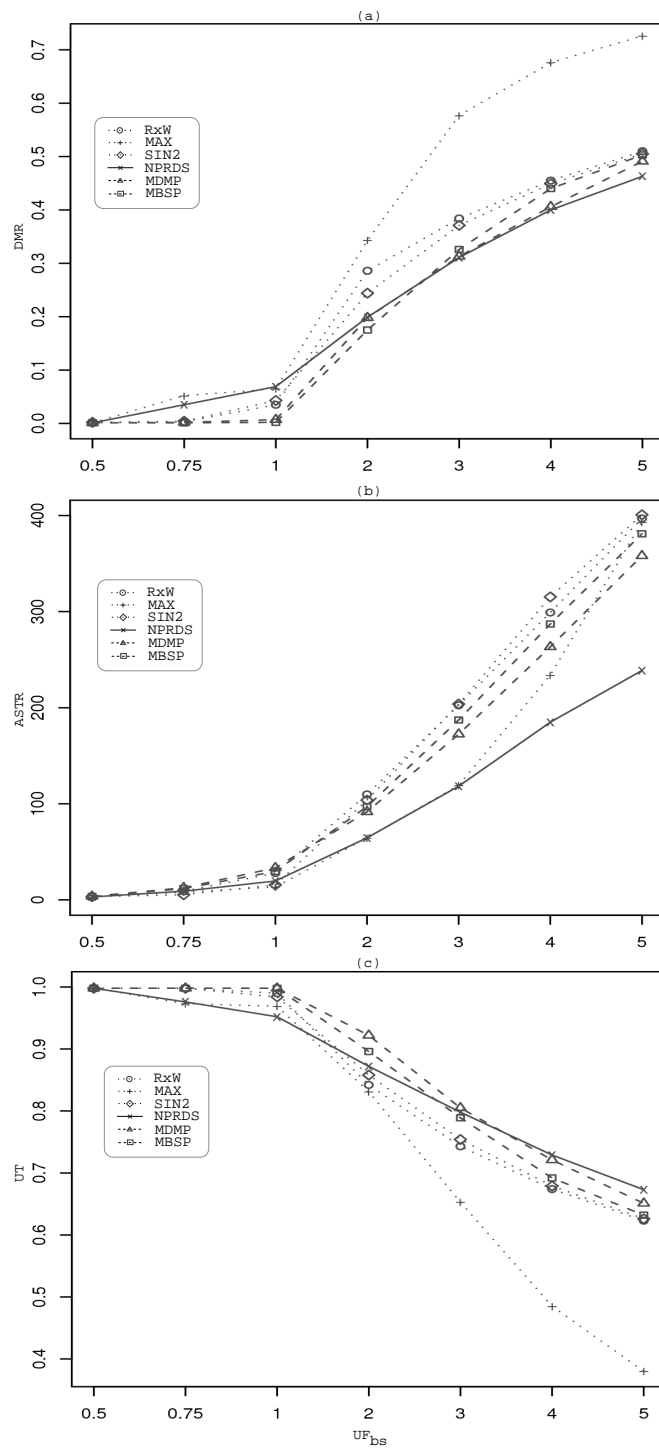 (a)
DMR
0.7
0.6
0.5
0.4
0.3
0.2
0.1
0.0
RxW
MAX
SIN2
NPRDS
MDMP
MBSP
0.5 0.75 1 2 3 4 5
(b)
ASTR
400
300
200
100
0
RxW
MAX
SIN2
NPRDS
MDMP
MBSP
0.5 0.75 1 2 3 4 5
(c)
UT
1.0
0.9
0.8
0.7
0.6
0.5
0.4
RxW
MAX
SIN2
NPRDS
MDMP
MBSP
0.5 0.75 1 2 3 4 5
UFbs